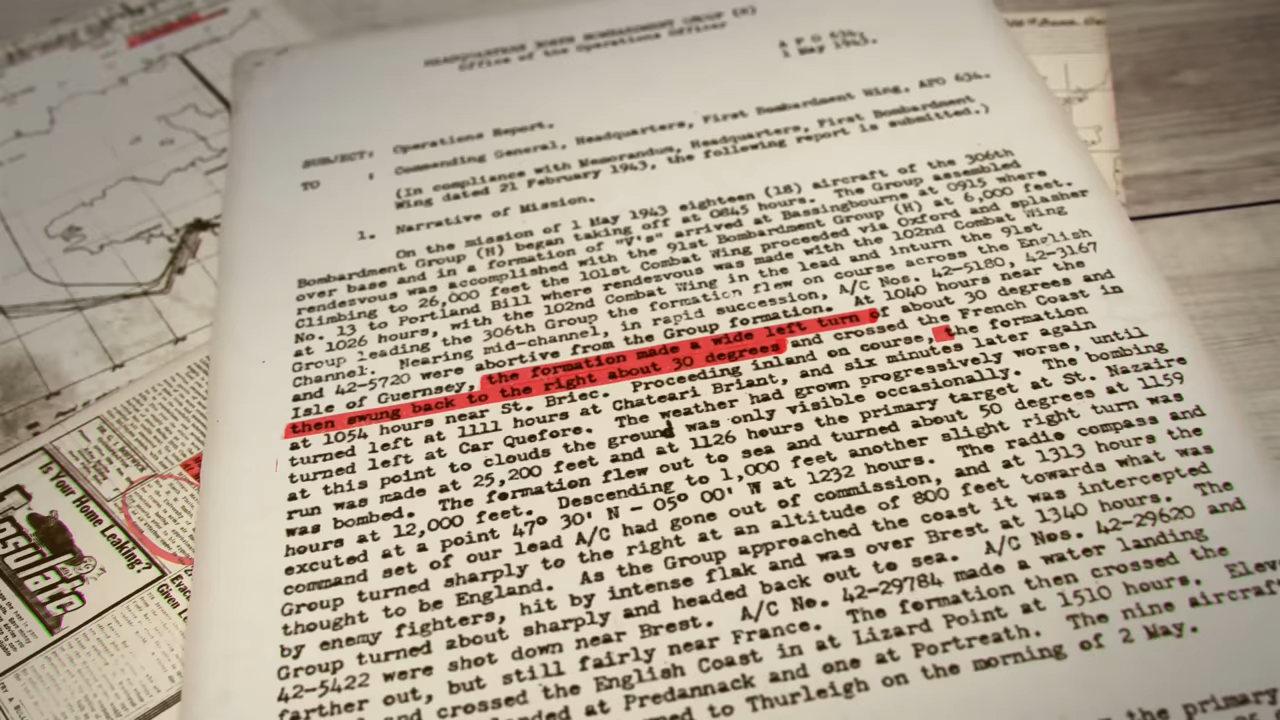 HEADQUARTERS 306TH BOMBARDMENT GROUP (H)
Office of the Operations Officer
A P O 634,
1 May 1943.
SUBJECT: Operations Report.
TO : Commending General, Headquarters, First Bombardment Wing, APO 634.
(In compliance with Memorandum, Headquarters, First Bombardment
Wing dated 21 February 1943, the following report is submitted.)
1. Narrative of Mission.
On the mission of 1 May 1943 eighteen (18) aircraft of the 306th
Bombardment Group (H) began taking off at 0845 hours. The Group assembled
over base and in a formation of "V's" arrived at Bassingbourne at 0915 where
rendezvous was accomplished with the 91st Bombardment Group (H) at 6,000 feet.
Climbing to 26,000 feet the 101st Combat Wing proceeded via Oxford and splasher
No. 13 to Portland Bill where rendezvous was made with the 102nd Combat Wing
at 1026 hours, with the 102nd Combat Wing in the lead and inturn the 91st
Group leading the 306th Group the formation flew on course across the English
Channel. Nearing mid-channel, in rapid succession, A/C Nos. 42-5180, 42-3167
and 42-5720 were abortive from the Group formation. At 1040 hours near the
Isle of Guernsey, the formation made a wide left turn of about 30 degrees and
then swung back to the right about 30 degrees and crossed the French Coast in
at 1054 hours near St. Briec. Proceeding inland on course, the formation
turned left at 1111 hours at Chateari Briant, and six minutes later again
turned left at Car Quefore. The weather had grown progressively worse, until
at this point to clouds the ground was only visible occasionally. The bombing
run was made at 25,200 feet and at 1126 hours the primary target at St. Nazaire
was bombed. The formation flew out to sea and turned about 50 degrees at 1159
hours at 12,000 feet. Descending to 1,000 feet another slight right turn was
excuted at a point 47° 30' N - 05° 00' W at 1232 hours. The radio compass and
command set of our lead A/C had gone out of commission, and at 1313 hours the
Group turned sharply to the right at an altitude of 800 feet towards what was
thought to be England. As the Group approached the coast it was intercepted
by enemy fighters, hit by intense flak and was over Brest at 1340 hours. The
Group turned about sharply and headed back out to sea. A/C Nos. 42-29620 and
42-5422 were shot down near Brest. A/C No. 42-29784 made a water landing
farther out, but still fairly near France. The formation then crossed the
and crossed the English Coast in at Lizard Point at 1510 hours. Eleve
nded at Predannack and one at Portreath. The nine aircraft
rned to Thurleigh on the morning of 2 May.
the primary
Is Your Home Leaking?